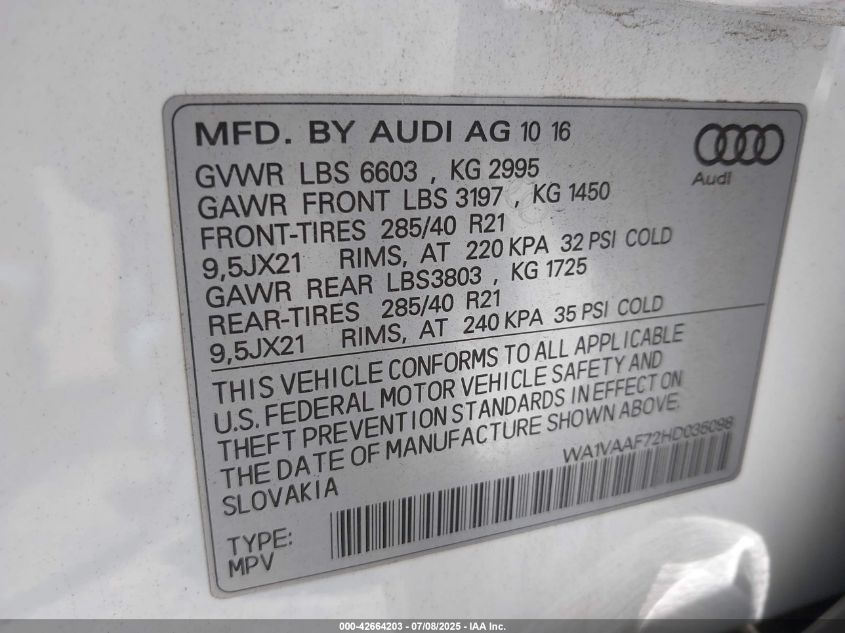 MFD. BY AUDI AG 10 16
Audi
GVWR LBS 6603 , KG 2995
GAWR FRONT LBS 3197 , KG 1450
FRONT-TIRES 285/40 R21
9,5JX21 RIMS, AT 220 KPA 32 PSI COLD
GAWR REAR LBS3803 , KG 1725
REAR-TIRES 285/40 R21
9,5JX21 RIMS, AT 240 KPA 35 PSI COLD
THIS VEHICLE CONFORMS TO ALL APPLICABLE
U.S. FEDERAL MOTOR VEHICLE SAFETY AND
THEFT PREVENTION STANDARDS IN EFFECT ON
THE DATE OF MANUFACTURE SHOWN ABOVE.
SLOVAKIA
WA1VAAF72HD035098
TYPE:
MPV
000-42664203 - 07/08/2025 - IAA Inc.